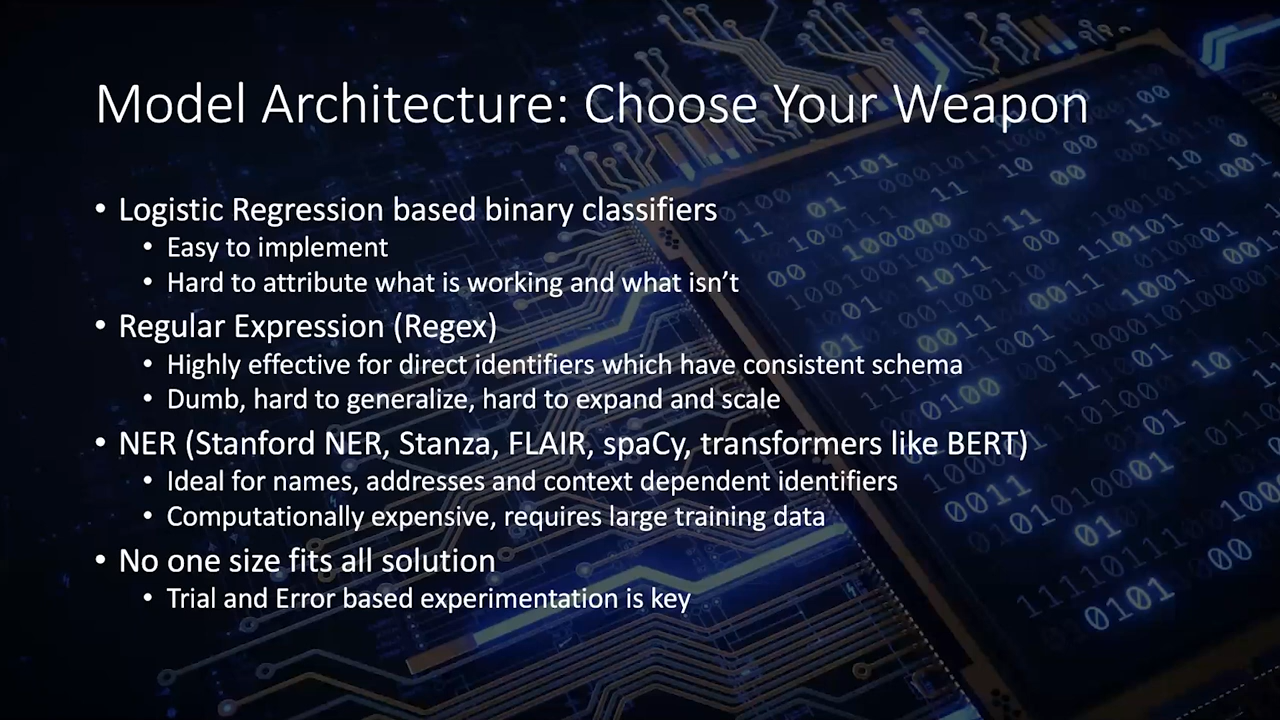 Model Architecture: Choose Your Weapon
• Logistic Regression based binary classifiers
• Easy to implement
• Hard to attribute what is working and what isn’t
• Regular Expression (Regex)
• Highly effective for direct identifiers which have consistent schema
• Dumb, hard to generalize, hard to expand and scale
• NER (Stanford NER, Stanza, FLAIR, spaCy, transformers like BERT)
• Ideal for names, addresses and context dependent identifiers
• Computationally expensive, requires large training data
• No one size fits all solution
• Trial and Error based experimentation is key